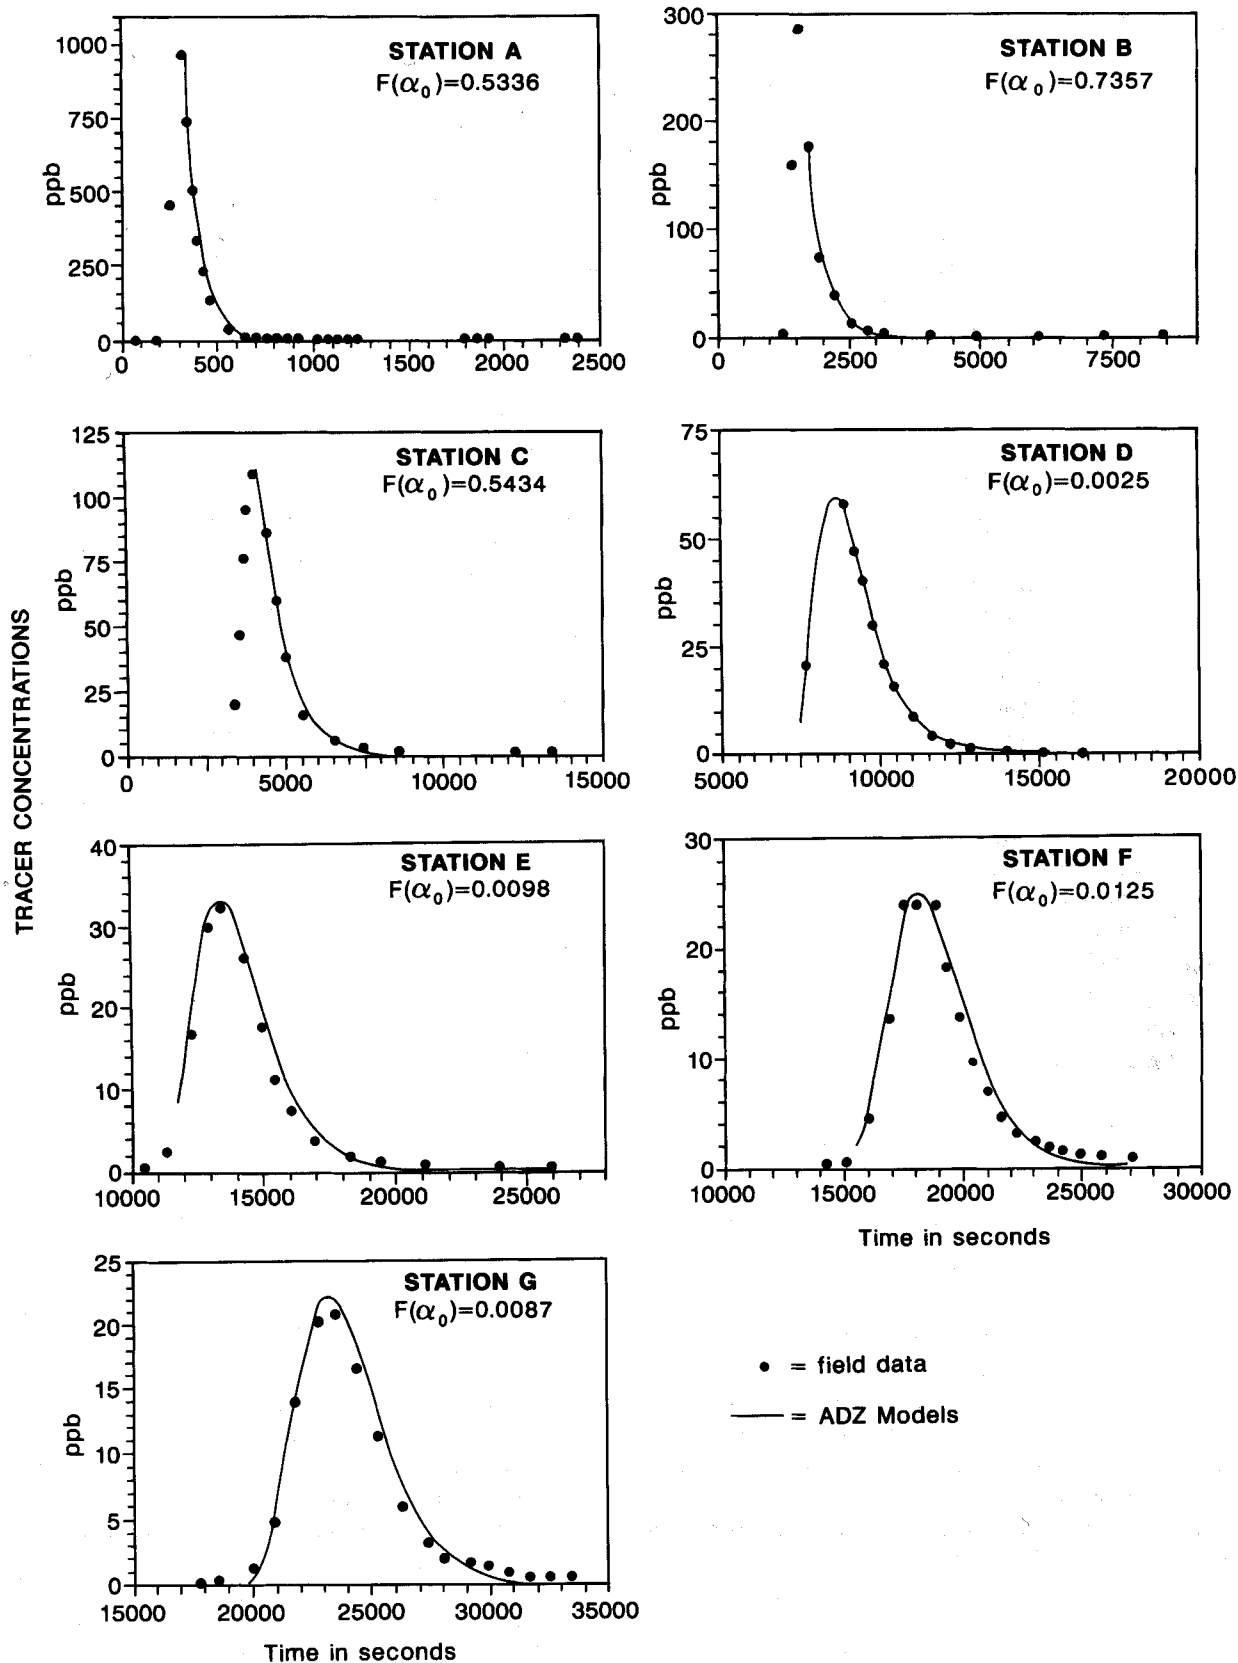 TRACER CONCENTRATIONS
STATION A
F(α₀)=0.5336
ppb
1000
750
500
250
0
0 500 1000 1500 2000 2500
STATION B
F(α₀)=0.7357
ppb
300
200
100
0
0 2500 5000 7500
STATION C
F(α₀)=0.5434
ppb
125
100
75
50
25
0
0 5000 10000 15000
STATION D
F(α₀)=0.0025
ppb
75
50
25
0
5000 10000 15000 20000
STATION E
F(α₀)=0.0098
ppb
40
30
20
10
0
10000 15000 20000 25000
STATION F
F(α₀)=0.0125
ppb
30
20
10
0
10000 15000 20000 25000 30000
Time in seconds
STATION G
F(α₀)=0.0087
ppb
25
20
15
10
5
0
15000 20000 25000 30000 35000
Time in seconds
• = field data
— = ADZ Models